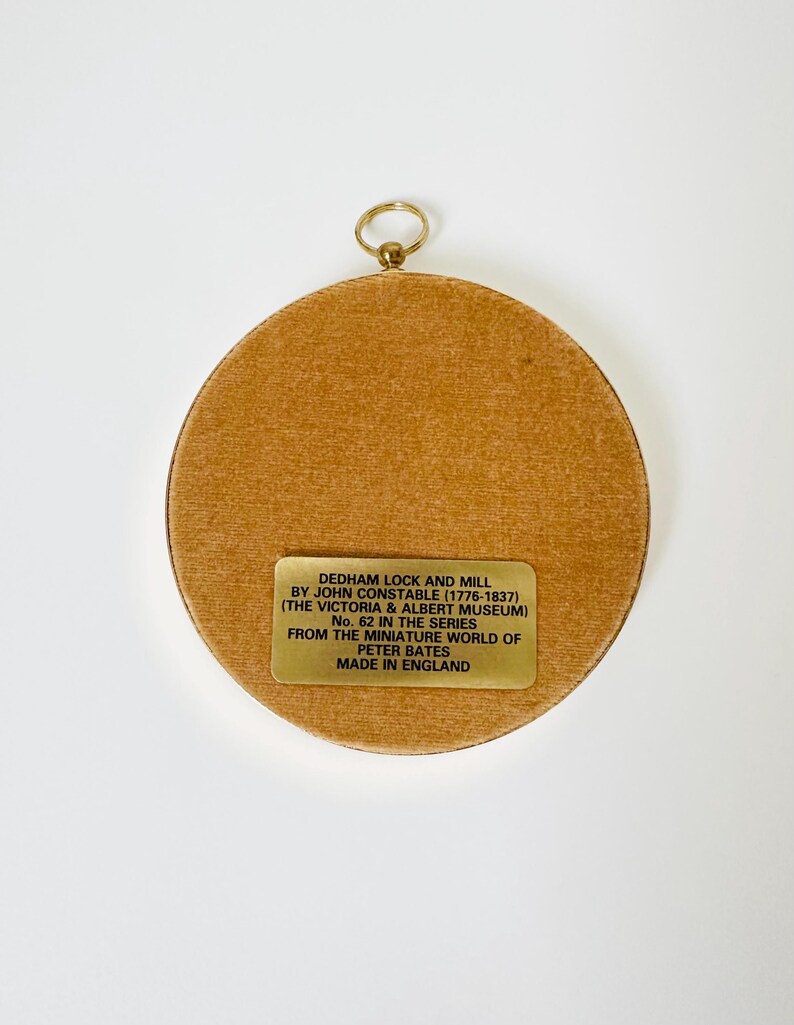 DEDHAM LOCK AND MILL
BY JOHN CONSTABLE (1776-1837)
(THE VICTORIA & ALBERT MUSEUM)
No. 62 IN THE SERIES
FROM THE MINIATURE WORLD OF
PETER BATES
MADE IN ENGLAND